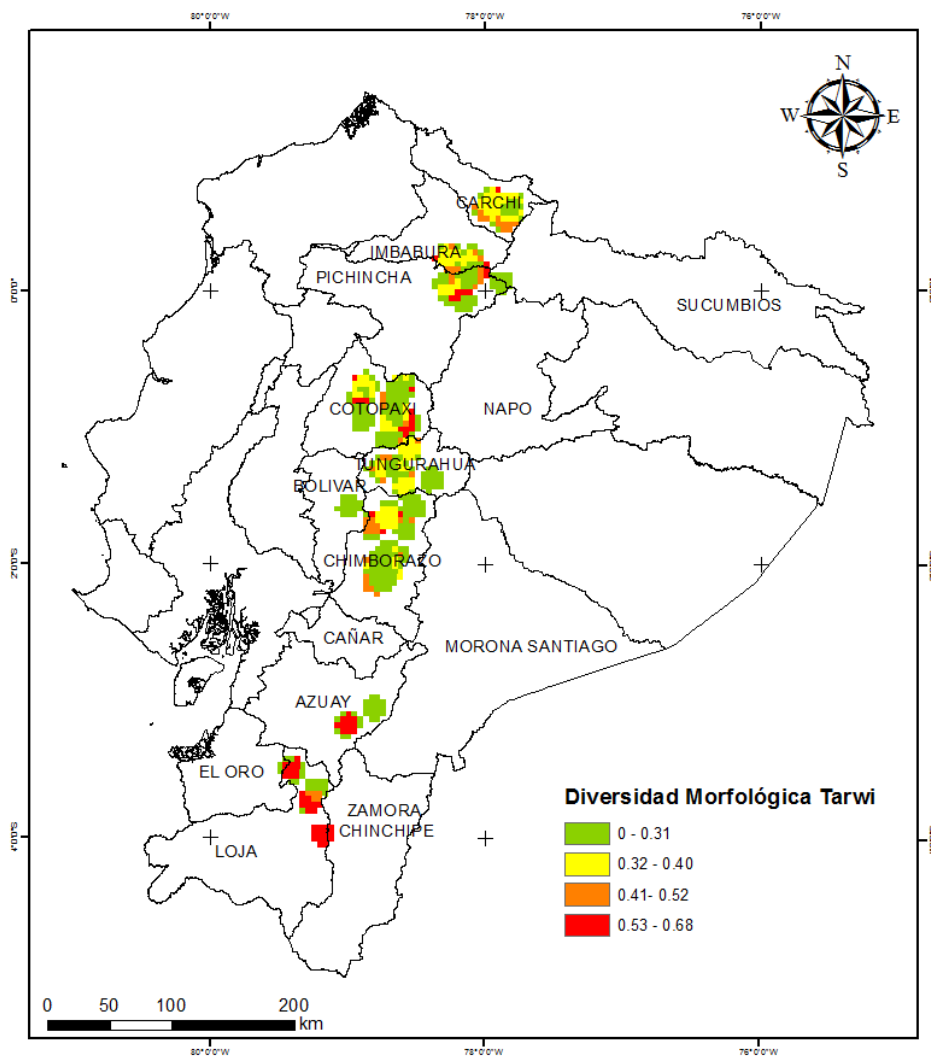 80°0'0"W 78°0'0"W 76°0'0"W
N
W E
S
CARCHI
IMBABURA
PICHINCHA
0°0'0"
SUCUMBIOS
COTOPAXI
NAPO
TUNGURAHUA
BOLIVAR
CHIMBORAZO
2°0'0"S
CAÑAR
MORONA SANTIAGO
AZUAY
EL ORO
ZAMORA
CHINCHIPE
LOJA
4°0'0"S
Diversidad Morfológica Tarwi
0 - 0.31
0.32 - 0.40
0.41- 0.52
0.53 - 0.68
0 50 100 200
km
80°0'0"W 78°0'0"W 76°0'0"W